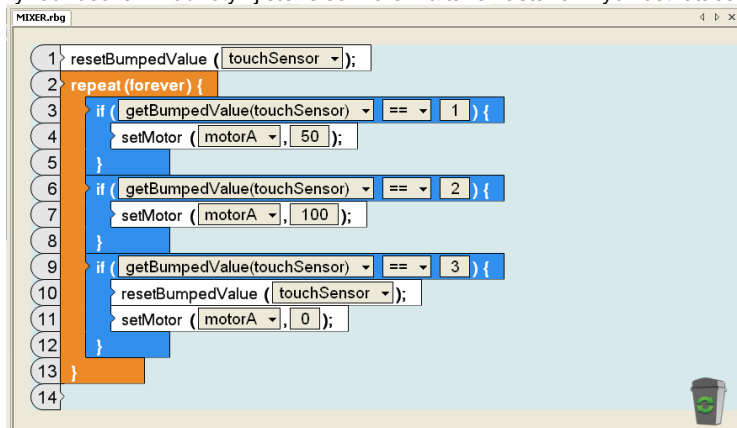 MIXER.rbg
1 resetBumpedValue ( touchSensor );
2 repeat (forever) {
3 if ( getBumpedValue(touchSensor) == 1 ) {
4 setMotor ( motorA , 50 );
5 }
6 if ( getBumpedValue(touchSensor) == 2 ) {
7 setMotor ( motorA , 100 );
8 }
9 if ( getBumpedValue(touchSensor) == 3 ) {
10 resetBumpedValue ( touchSensor );
11 setMotor ( motorA , 0 );
12 }
13 }
14